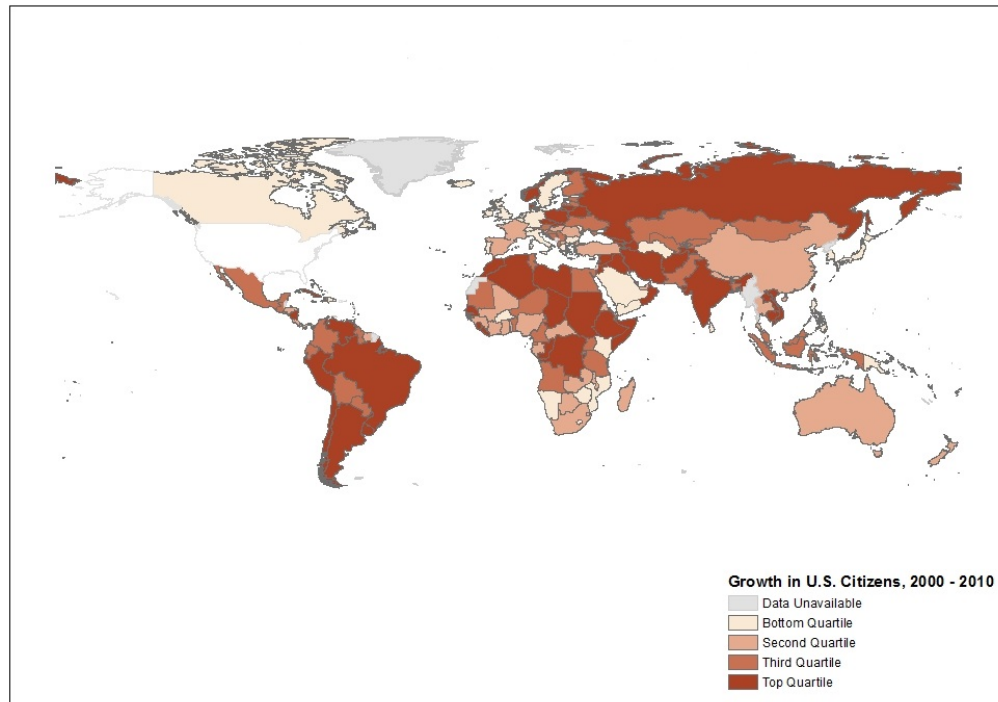 Growth in U.S. Citizens, 2000 - 2010
Data Unavailable
Bottom Quartile
Second Quartile
Third Quartile
Top Quartile